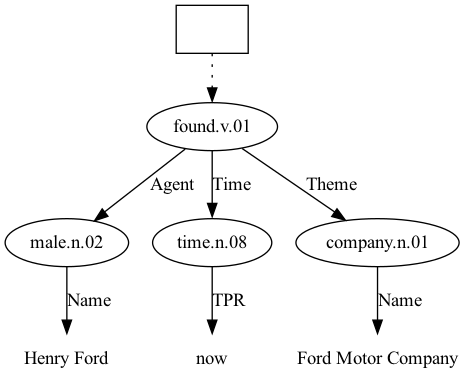 found.v.01
Agent Time Theme
male.n.02 time.n.08 company.n.01
Name TPR Name
Henry Ford now Ford Motor Company